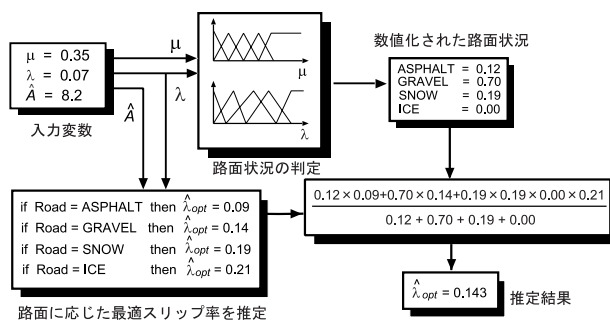 μ = 0.35
λ = 0.07
Â = 8.2
入力変数
μ
λ
Â
μ
λ
路面状況の判定
数値化された路面状況
ASPHALT = 0.12
GRAVEL = 0.70
SNOW = 0.19
ICE = 0.00
if Road = ASPHALT then λ̂opt = 0.09
if Road = GRAVEL then λ̂opt = 0.14
if Road = SNOW then λ̂opt = 0.19
if Road = ICE then λ̂opt = 0.21
路面に応じた最適スリップ率を推定
0.12 × 0.09+0.70 × 0.14+0.19 × 0.19 × 0.00 × 0.21
0.12 + 0.70 + 0.19 + 0.00
λ̂opt = 0.143
推定結果